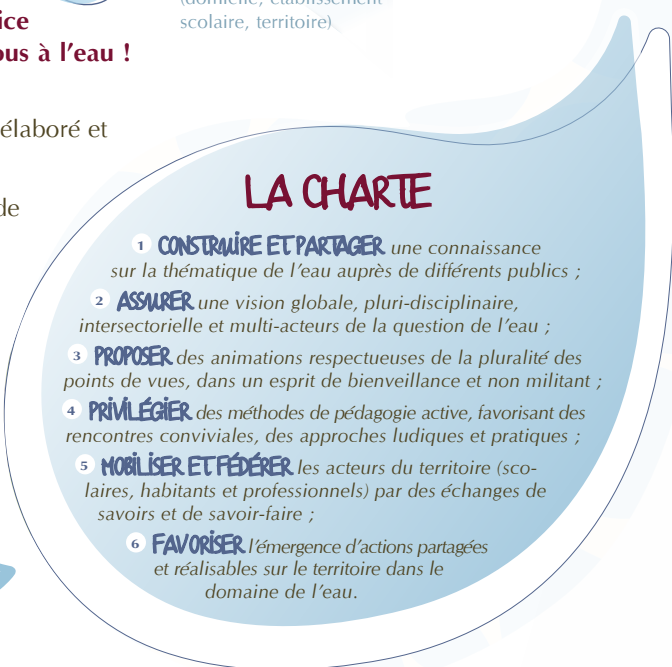 (domicile, établissement
scolaire, territoire)
ice
ous à l’eau !
élaboré et
de
LA CHARTE
1 CONSTRUIRE ET PARTAGER une connaissance
sur la thématique de l’eau auprès de différents publics ;
2 ASSURER une vision globale, pluri-disciplinaire,
intersectorielle et multi-acteurs de la question de l’eau ;
3 PROPOSER des animations respectueuses de la pluralité des
points de vues, dans un esprit de bienveillance et non militant ;
4 PRIVILÉGIER des méthodes de pédagogie active, favorisant des
rencontres conviviales, des approches ludiques et pratiques ;
5 MOBILISER ET FÉDÉRER les acteurs du territoire (sco-
laires, habitants et professionnels) par des échanges de
savoirs et de savoir-faire ;
6 FAVORISER l’émergence d’actions partagées
et réalisables sur le territoire dans le
domaine de l’eau.